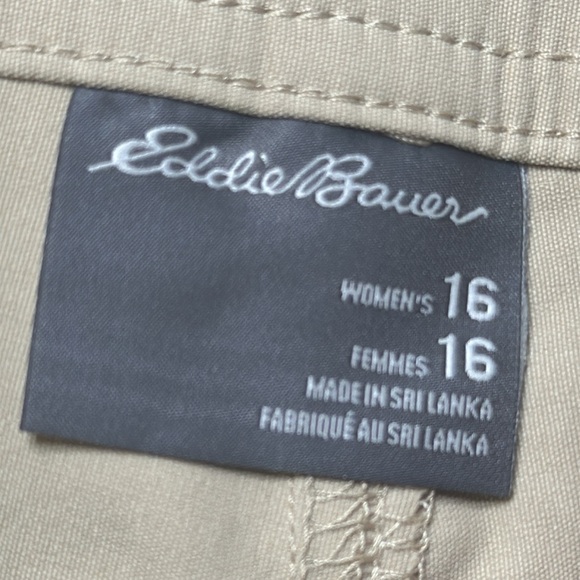 Eddie Bauer
WOMEN'S 16
FEMMES 16
MADE IN SRI LANKA
FABRIQUÉ AU SRI LANKA